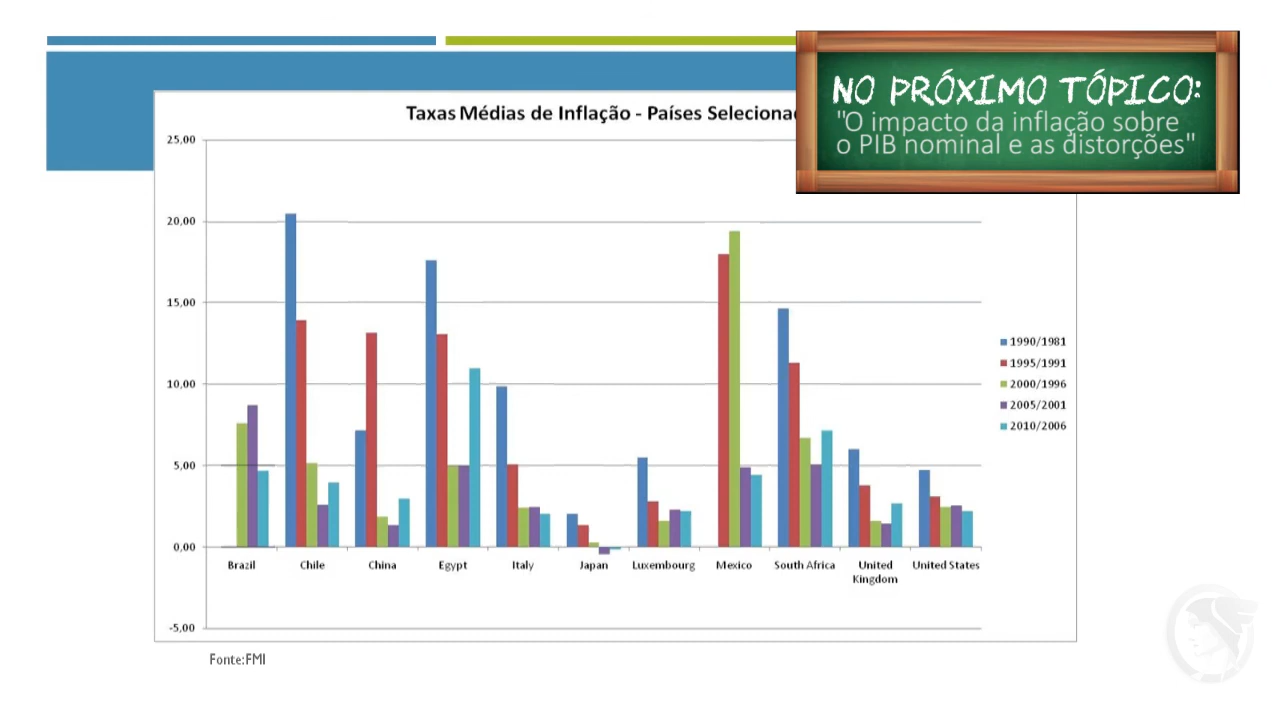 NO PRÓXIMO TÓPICO:
"O impacto da inflação sobre
o PIB nominal e as distorções"
Taxas Médias de Inflação - Países
25,00
20,00
15,00
10,00
5,00
0,00
-5,00
Brazil
Chile
China
Egypt
Italy
Japan
Luxembourg
Mexico
South Africa
United
Kingdom
United States
1990/1981
1995/1991
2000/1996
2005/2001
2010/2006
Fonte:FMI